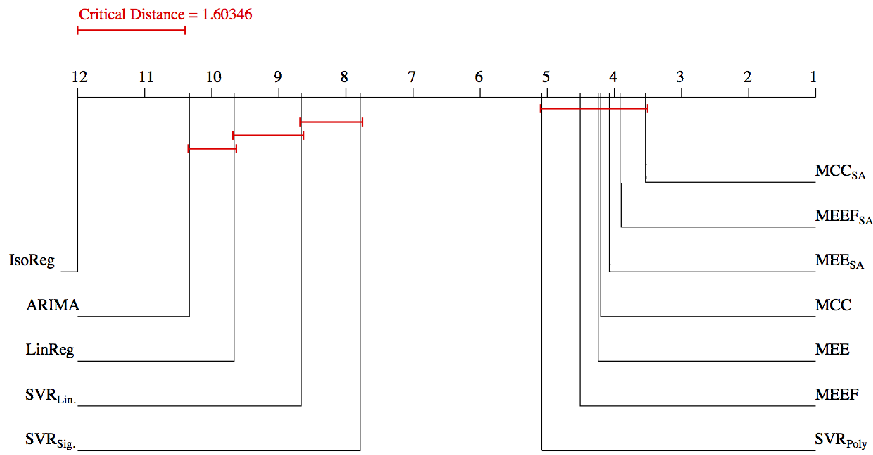 Critical Distance = 1.60346
12 11 10 9 8 7 6 5 4 3 2 1
MCC_SA
MEEF_SA
IsoReg MEE_SA
ARIMA MCC
LinReg MEE
SVR_Lin. MEEF
SVR_Sig. SVR_Poly